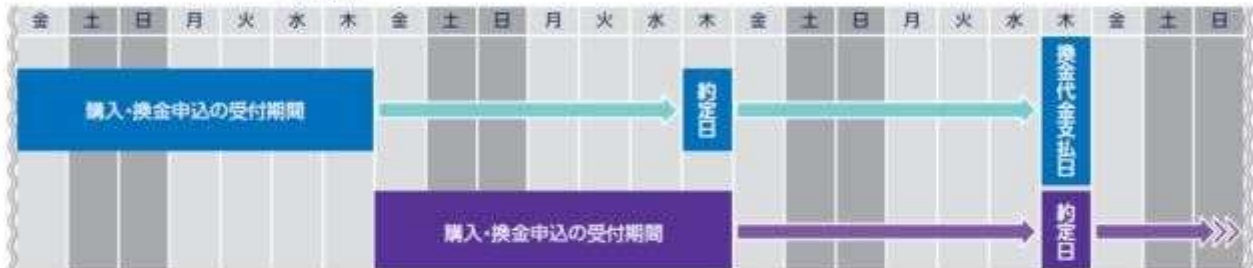 金 土 日 月 火 水 木 金 土 日 月 火 水 木 金 土 日 月 火 水 木 金 土 日
購入・換金申込の受付期間
約定日
換金代金支払日
購入・換金申込の受付期間
約定日